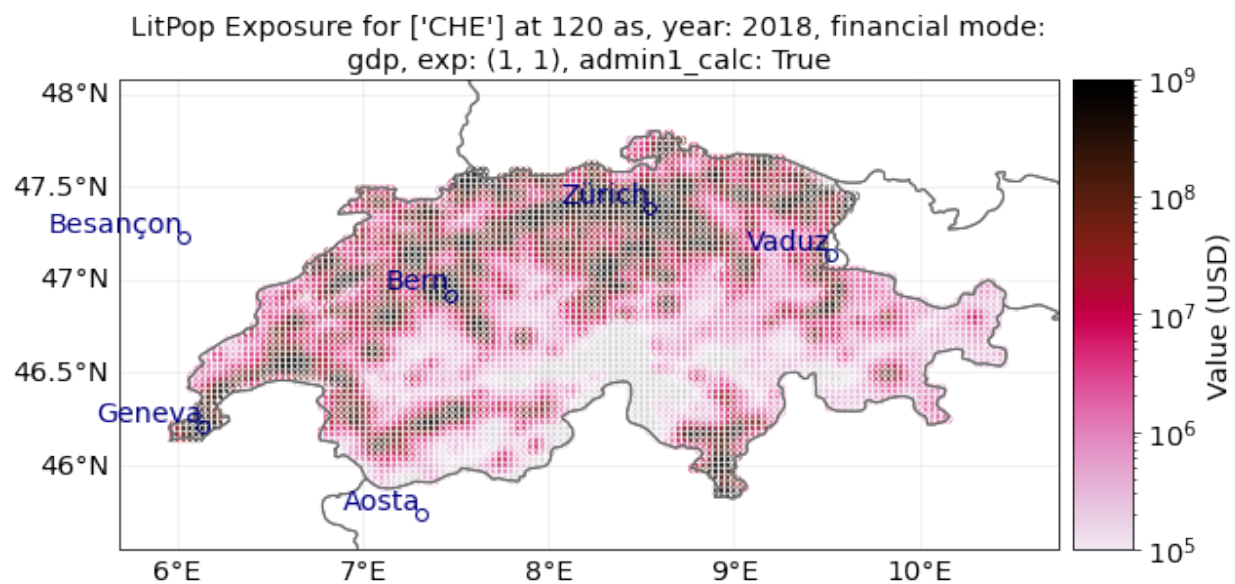 LitPop Exposure for ['CHE'] at 120 as, year: 2018, financial mode:
gdp, exp: (1, 1), admin1_calc: True
48°N
47.5°N
47°N
46.5°N
46°N
6°E
7°E
8°E
9°E
10°E
Besançon
Zürich
Vaduz
Bern
Geneva
Aosta
10⁹
10⁸
10⁷
10⁶
10⁵
Value (USD)